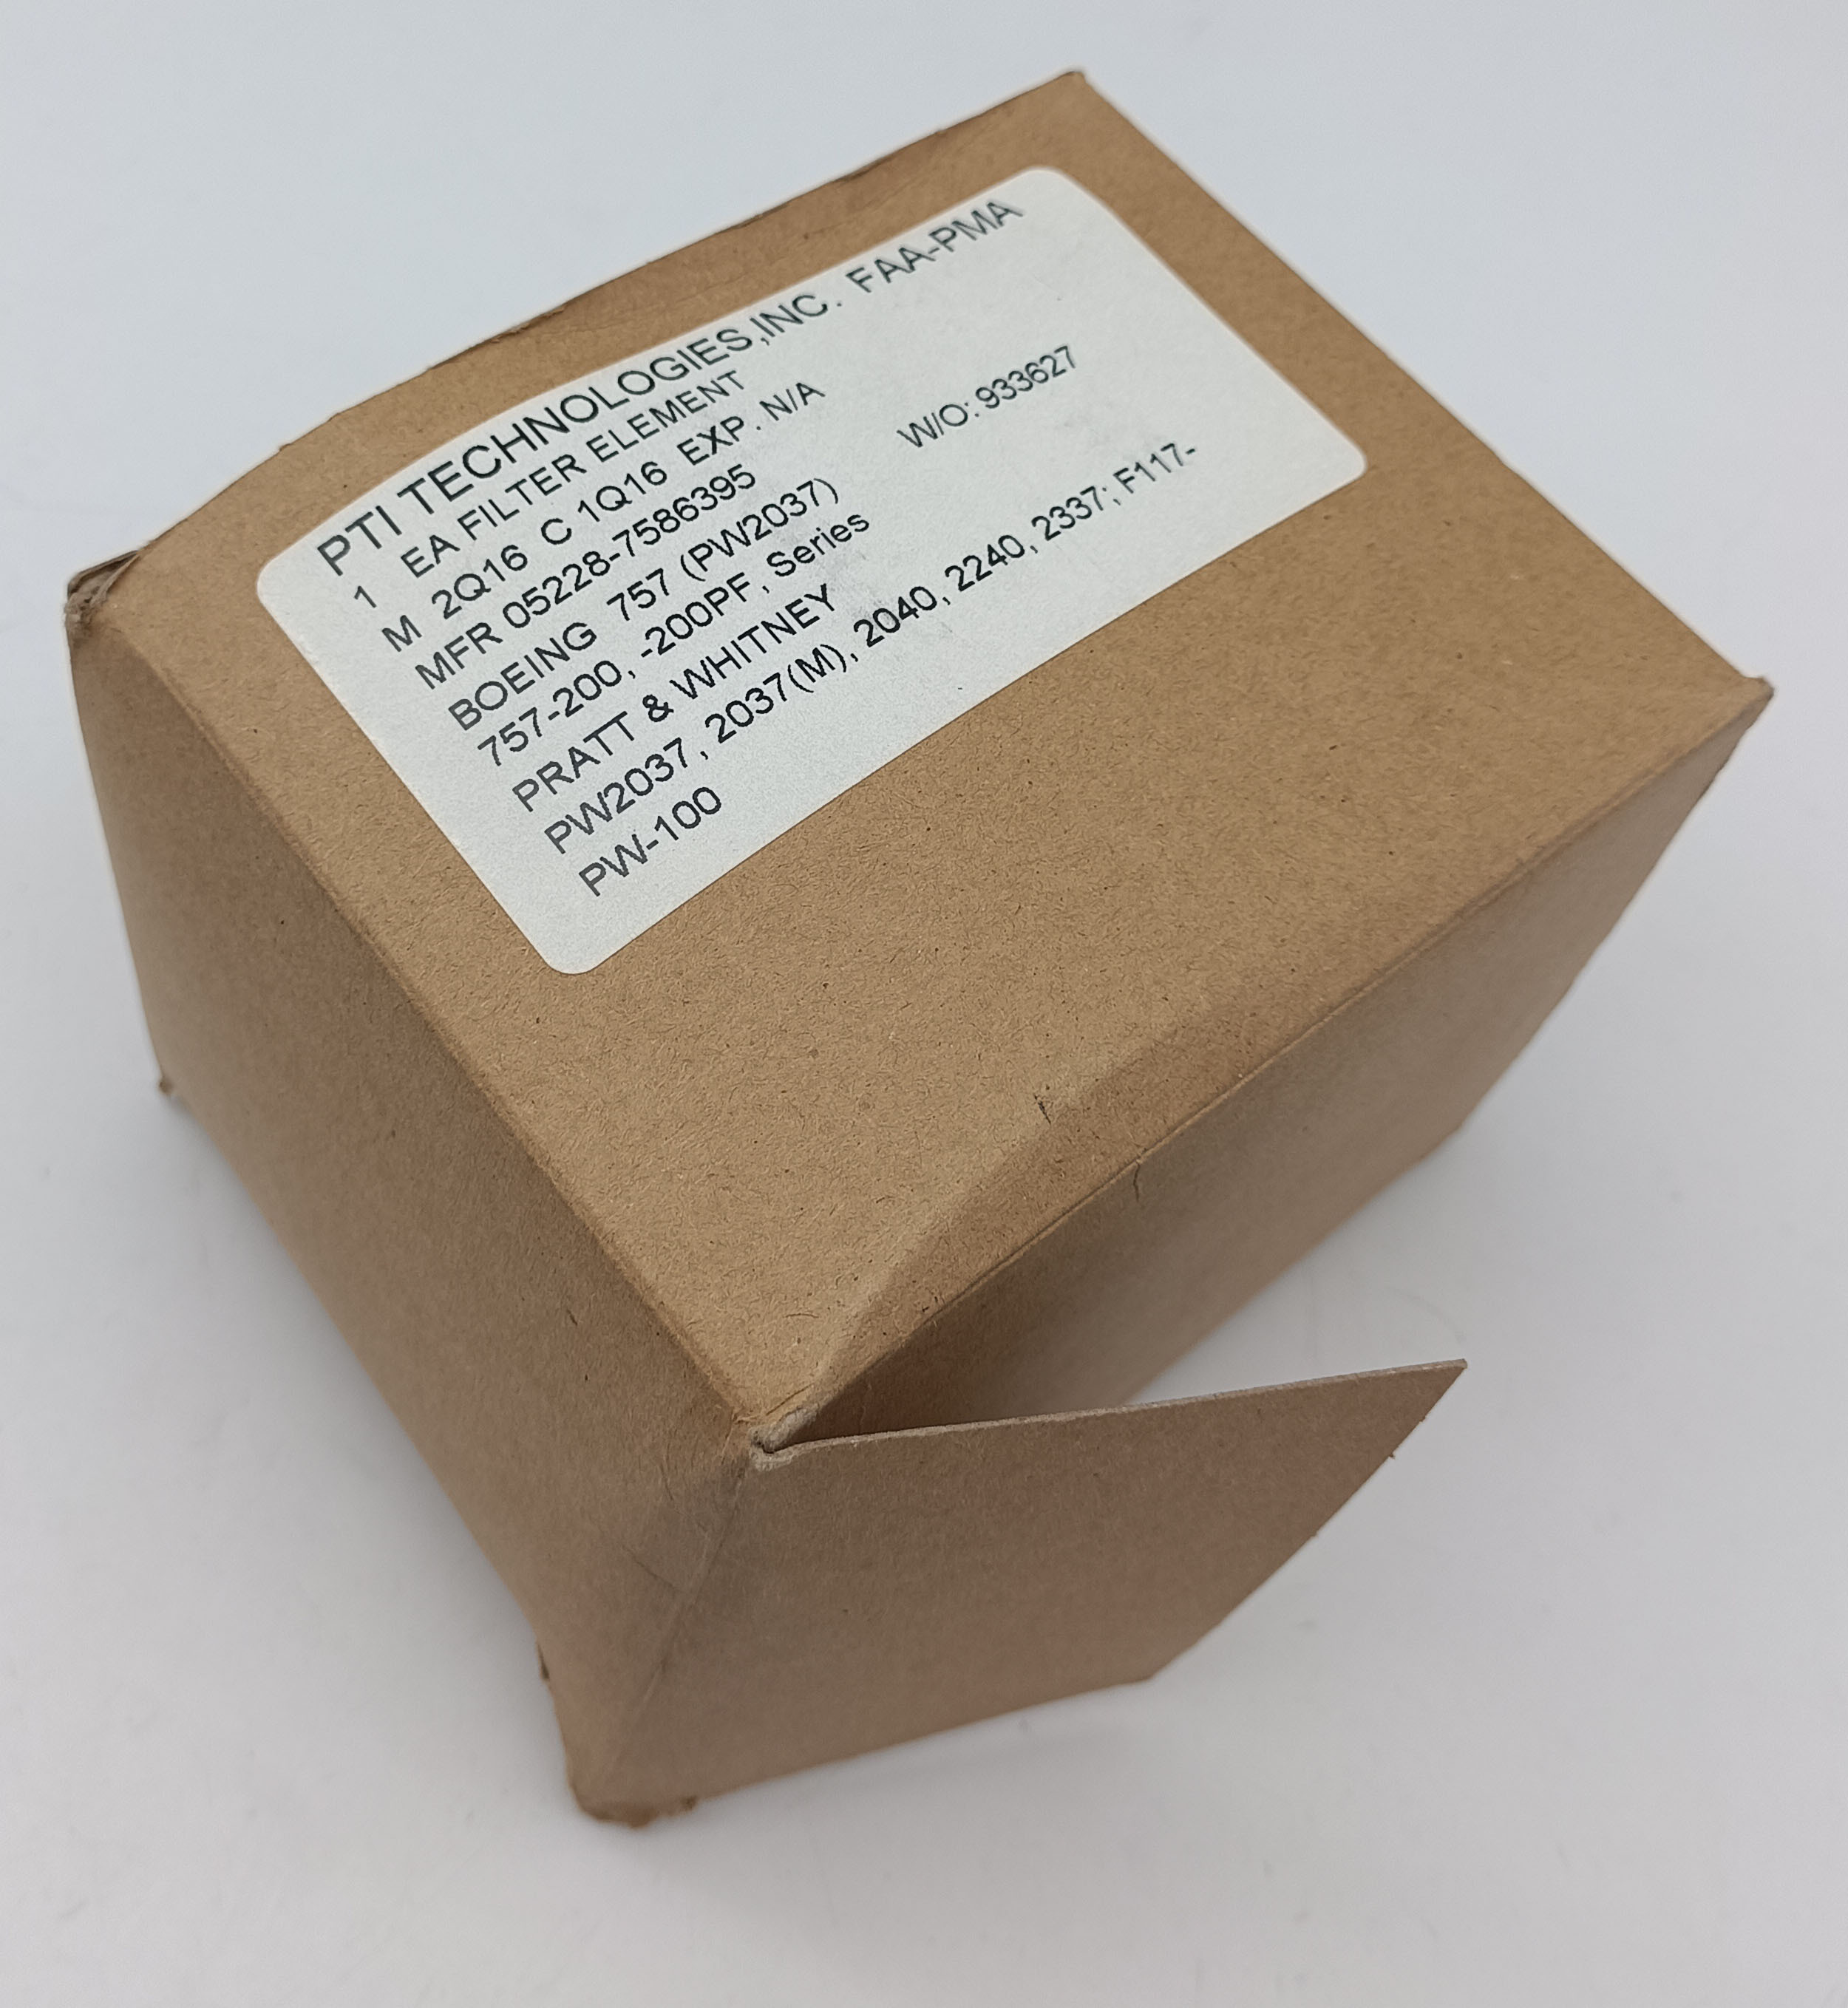 PTI TECHNOLOGIES,INC. FAA-PMA
1 EA FILTER ELEMENT
M 2Q16 C 1Q16 EXP. N/A
MFR 05228-7586395 W/O: 933627
BOEING 757 (PW2037)
757-200, -200PF, Series
PRATT & WHITNEY
PW2037, 2037(M), 2040, 2240, 2337; F117-
PW-100